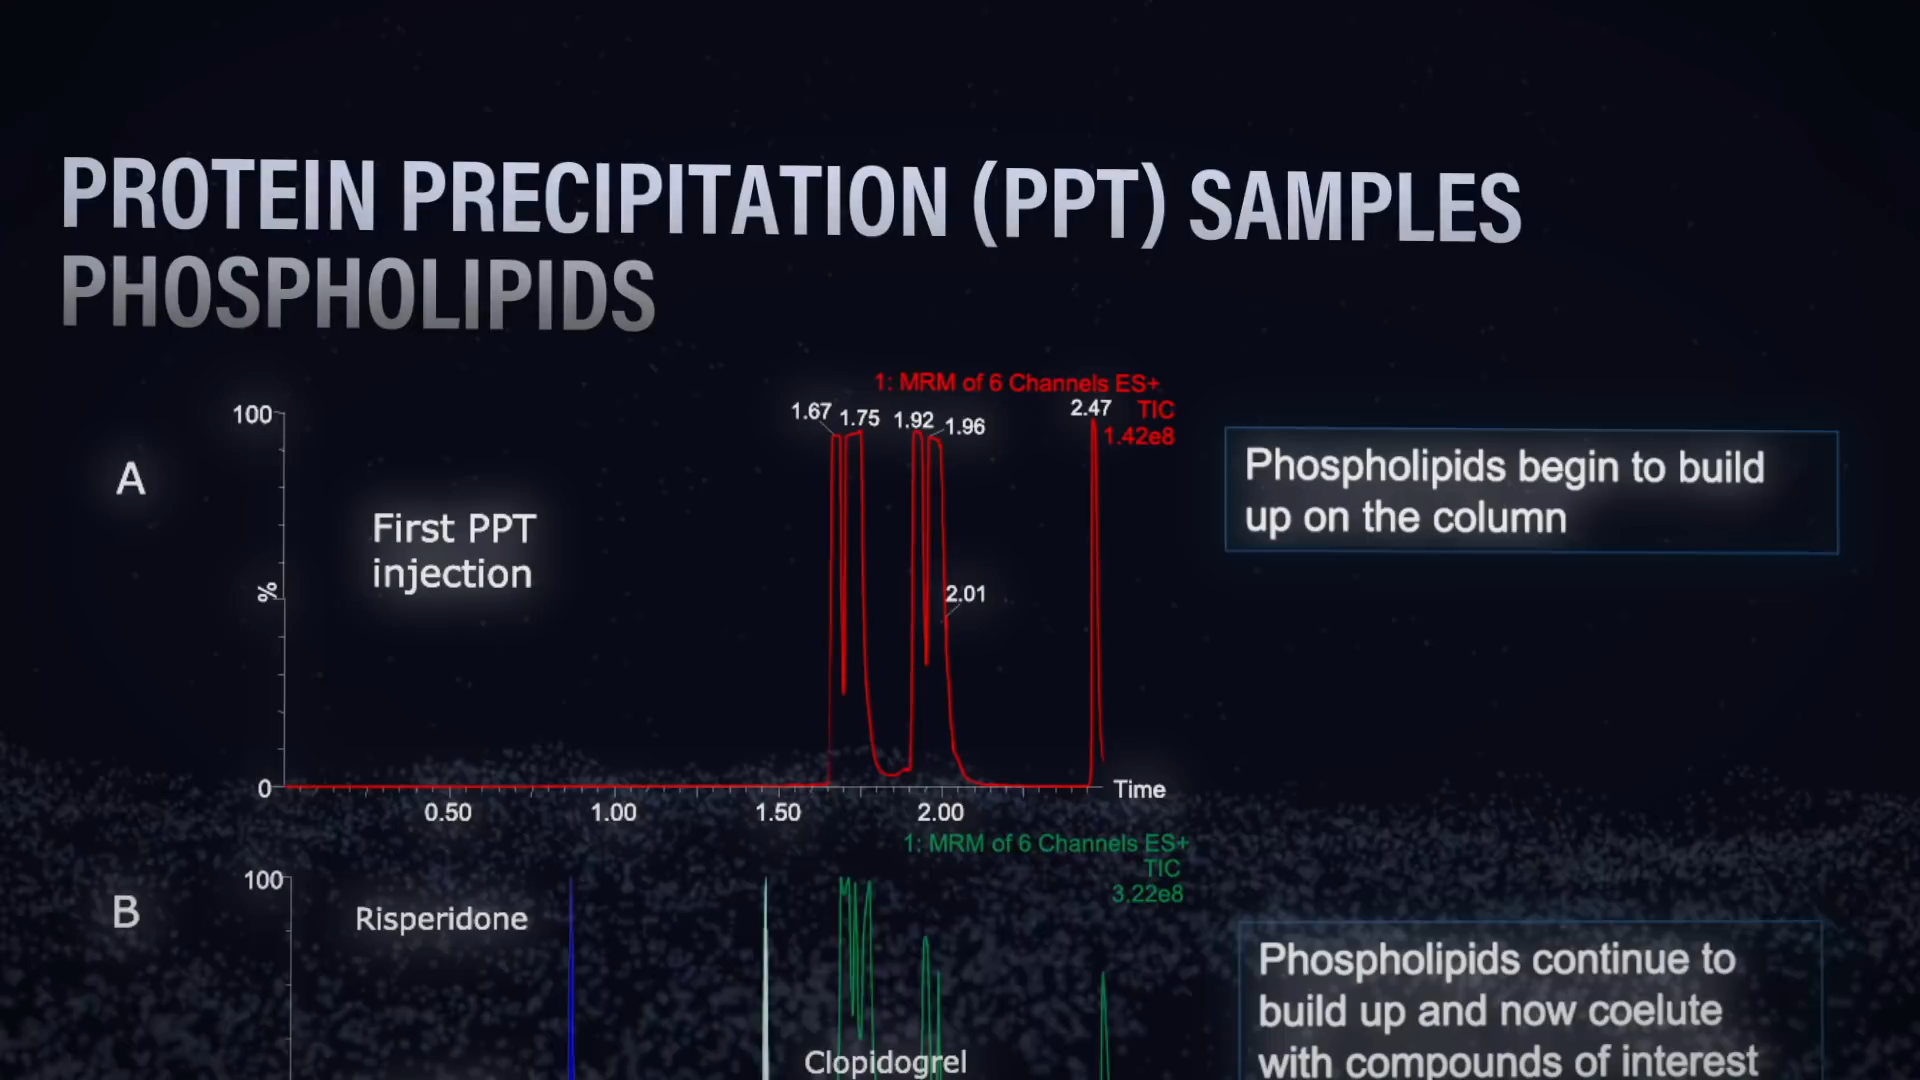 PROTEIN PRECIPITATION (PPT) SAMPLES
PHOSPHOLIPIDS
1: MRM of 6 Channels ES+
TIC
1.42e8
100
%
0
A
First PPT
injection
1.67
1.75
1.92
1.96
2.47
2.01
0.50
1.00
1.50
2.00
Time
Phospholipids begin to build
up on the column
1: MRM of 6 Channels ES+
TIC
3.22e8
100
B
Risperidone
Clopidogrel
Phospholipids continue to
build up and now coelute
with compounds of interest